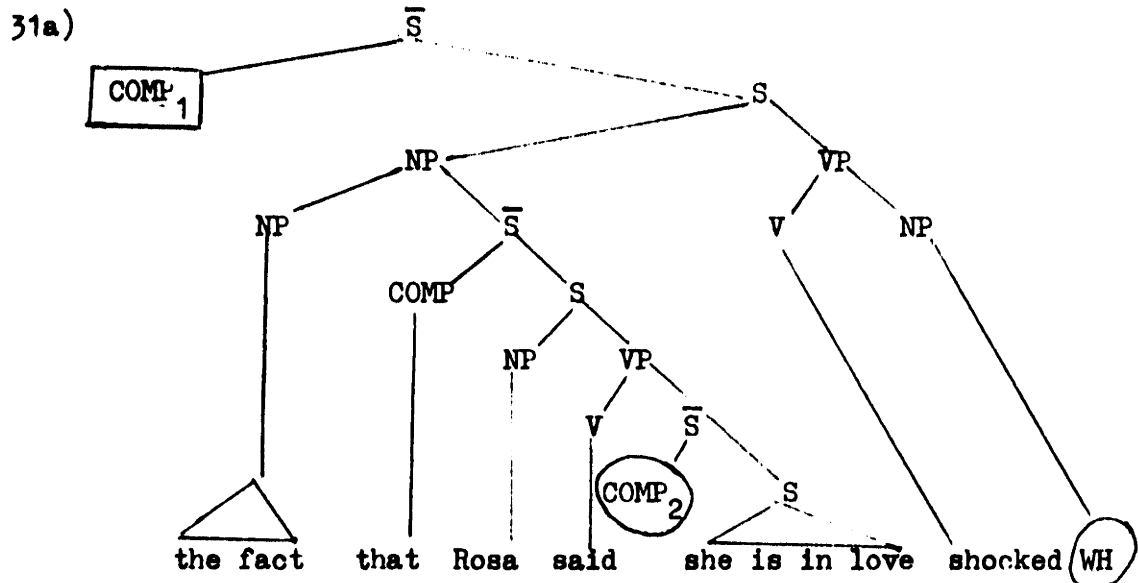 31a)
S̅
COMP₁
S
NP VP
NP S̅ V NP
COMP S
NP VP
V S̅
COMP₂ S
the fact that Rosa said she is in love shocked WH